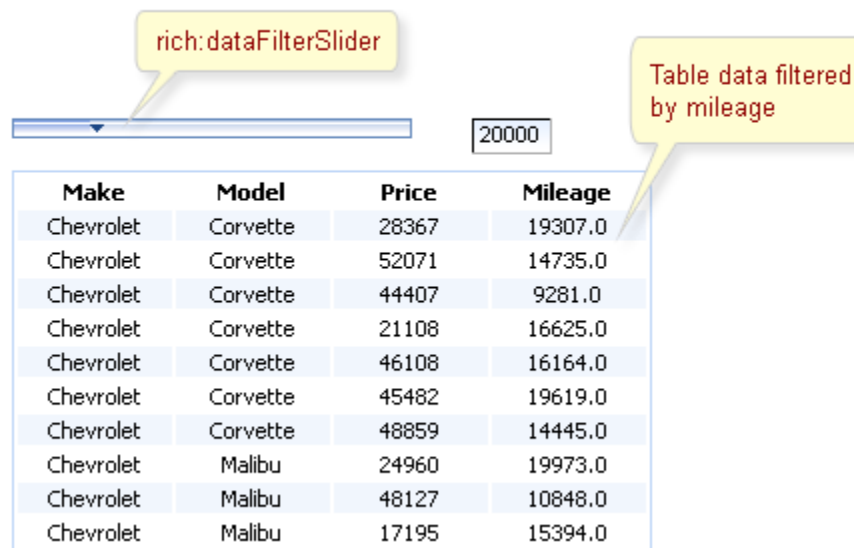 rich:dataFilterSlider
Table data filtered
by mileage
20000
Make Model Price Mileage
Chevrolet Corvette 28367 19307.0
Chevrolet Corvette 52071 14735.0
Chevrolet Corvette 44407 9281.0
Chevrolet Corvette 21108 16625.0
Chevrolet Corvette 46108 16164.0
Chevrolet Corvette 45482 19619.0
Chevrolet Corvette 48859 14445.0
Chevrolet Malibu 24960 19973.0
Chevrolet Malibu 48127 10848.0
Chevrolet Malibu 17195 15394.0